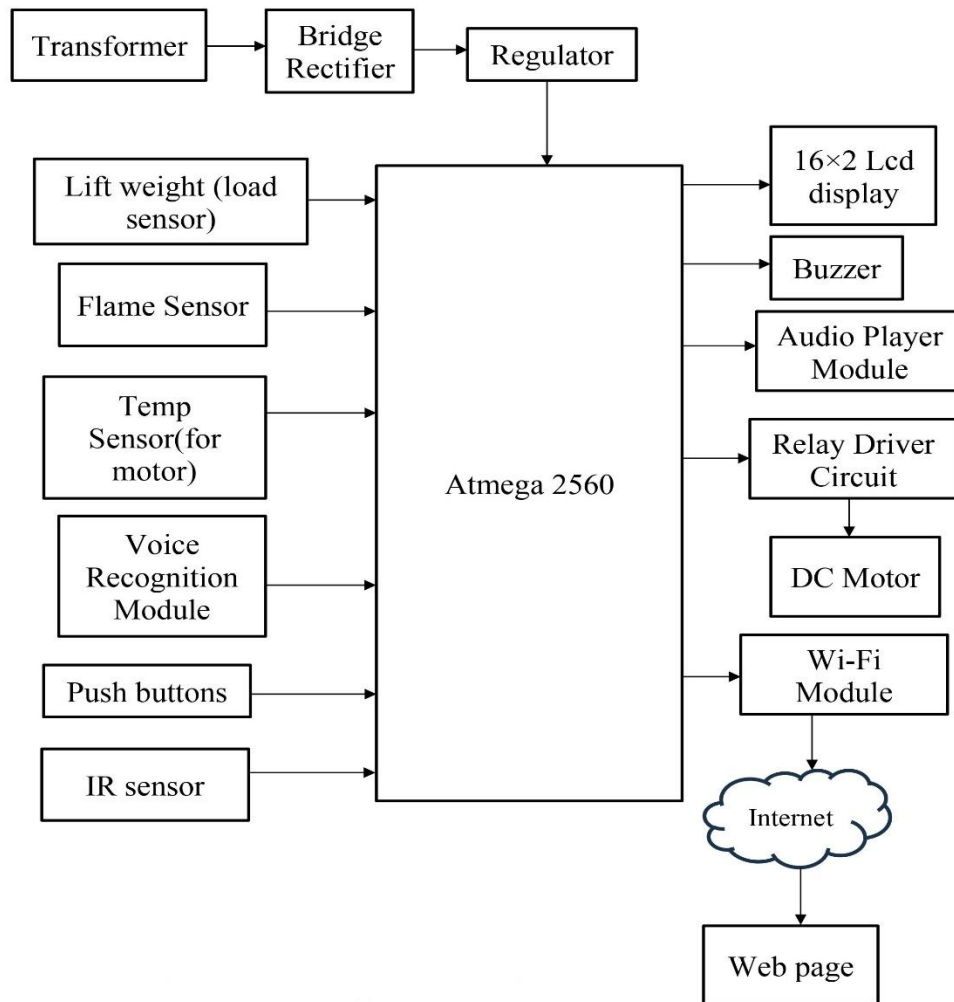 Transformer
Bridge
Rectifier
Regulator
Lift weight (load
sensor)
Flame Sensor
Temp
Sensor(for
motor)
Voice
Recognition
Module
Push buttons
IR sensor
Atmega 2560
16×2 Lcd
display
Buzzer
Audio Player
Module
Relay Driver
Circuit
DC Motor
Wi-Fi
Module
Internet
Web page